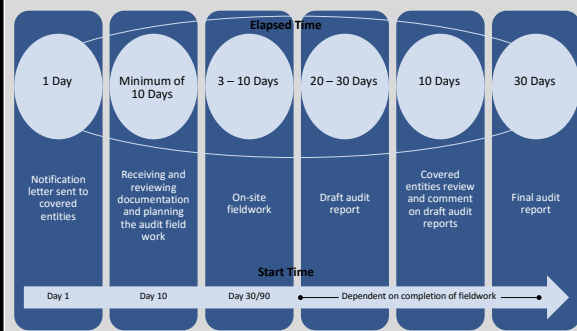 Elapsed Time
1 Day
Minimum of
10 Days
3 – 10 Days
20 – 30 Days
10 Days
30 Days
Notification
letter sent to
covered
entities
Receiving and
reviewing
documentation
and planning
the audit field
work
On-site
fieldwork
Draft audit
report
Covered
entities review
and comment
on draft audit
reports
Final audit
report
Start Time
Day 1
Day 10
Day 30/90
Dependent on completion of fieldwork